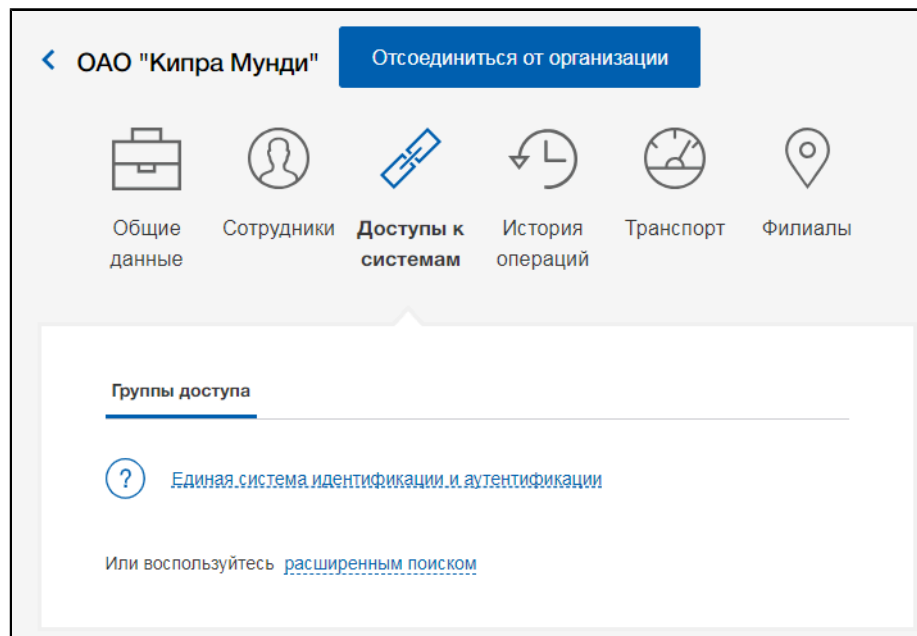 ОАО "Кипра Мунди"
Отсоединиться от организации
Общие данные
Сотрудники
Доступы к системам
История операций
Транспорт
Филиалы
Группы доступа
? Единая система идентификации и аутентификации
Или воспользуйтесь расширенным поиском